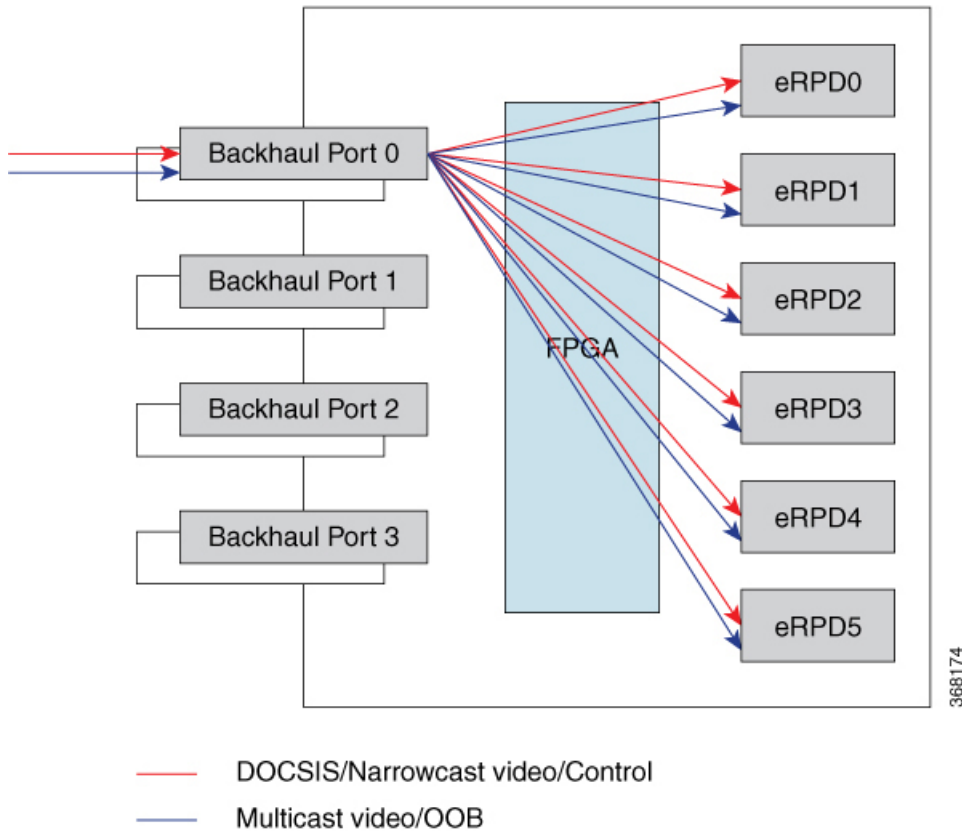 eRPD0
Backhaul Port 0
eRPD1
Backhaul Port 1
eRPD2
FPGA
Backhaul Port 2
eRPD3
Backhaul Port 3
eRPD4
eRPD5
368174
DOCSIS/Narrowcast video/Control
Multicast video/OOB